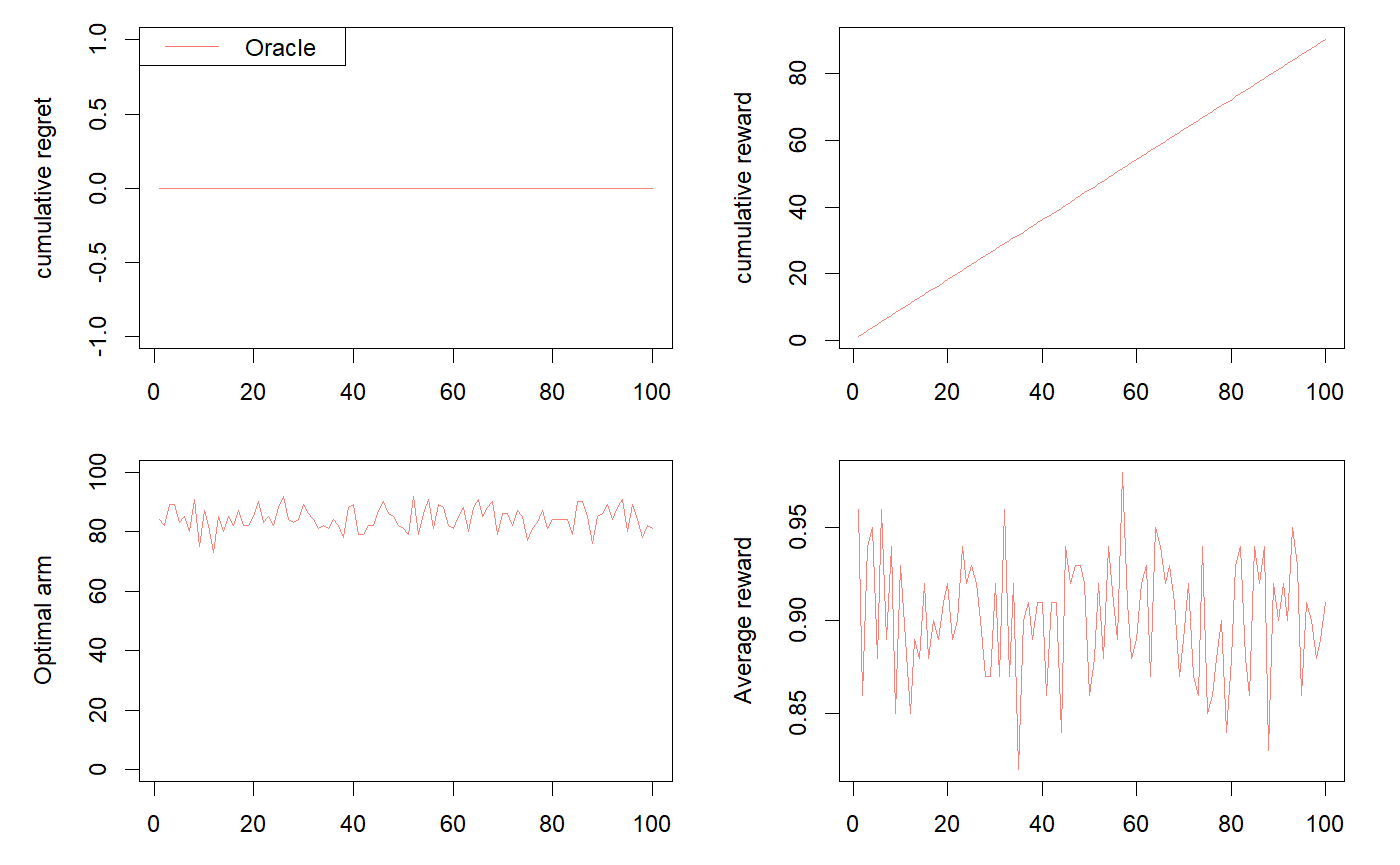 Oracle
cumulative regret
1.0
0.5
0.0
-0.5
-1.0
0 20 40 60 80 100
cumulative reward
80
60
40
20
0
0 20 40 60 80 100
Optimal arm
100
80
60
40
20
0
0 20 40 60 80 100
Average reward
0.95
0.90
0.85
0 20 40 60 80 100